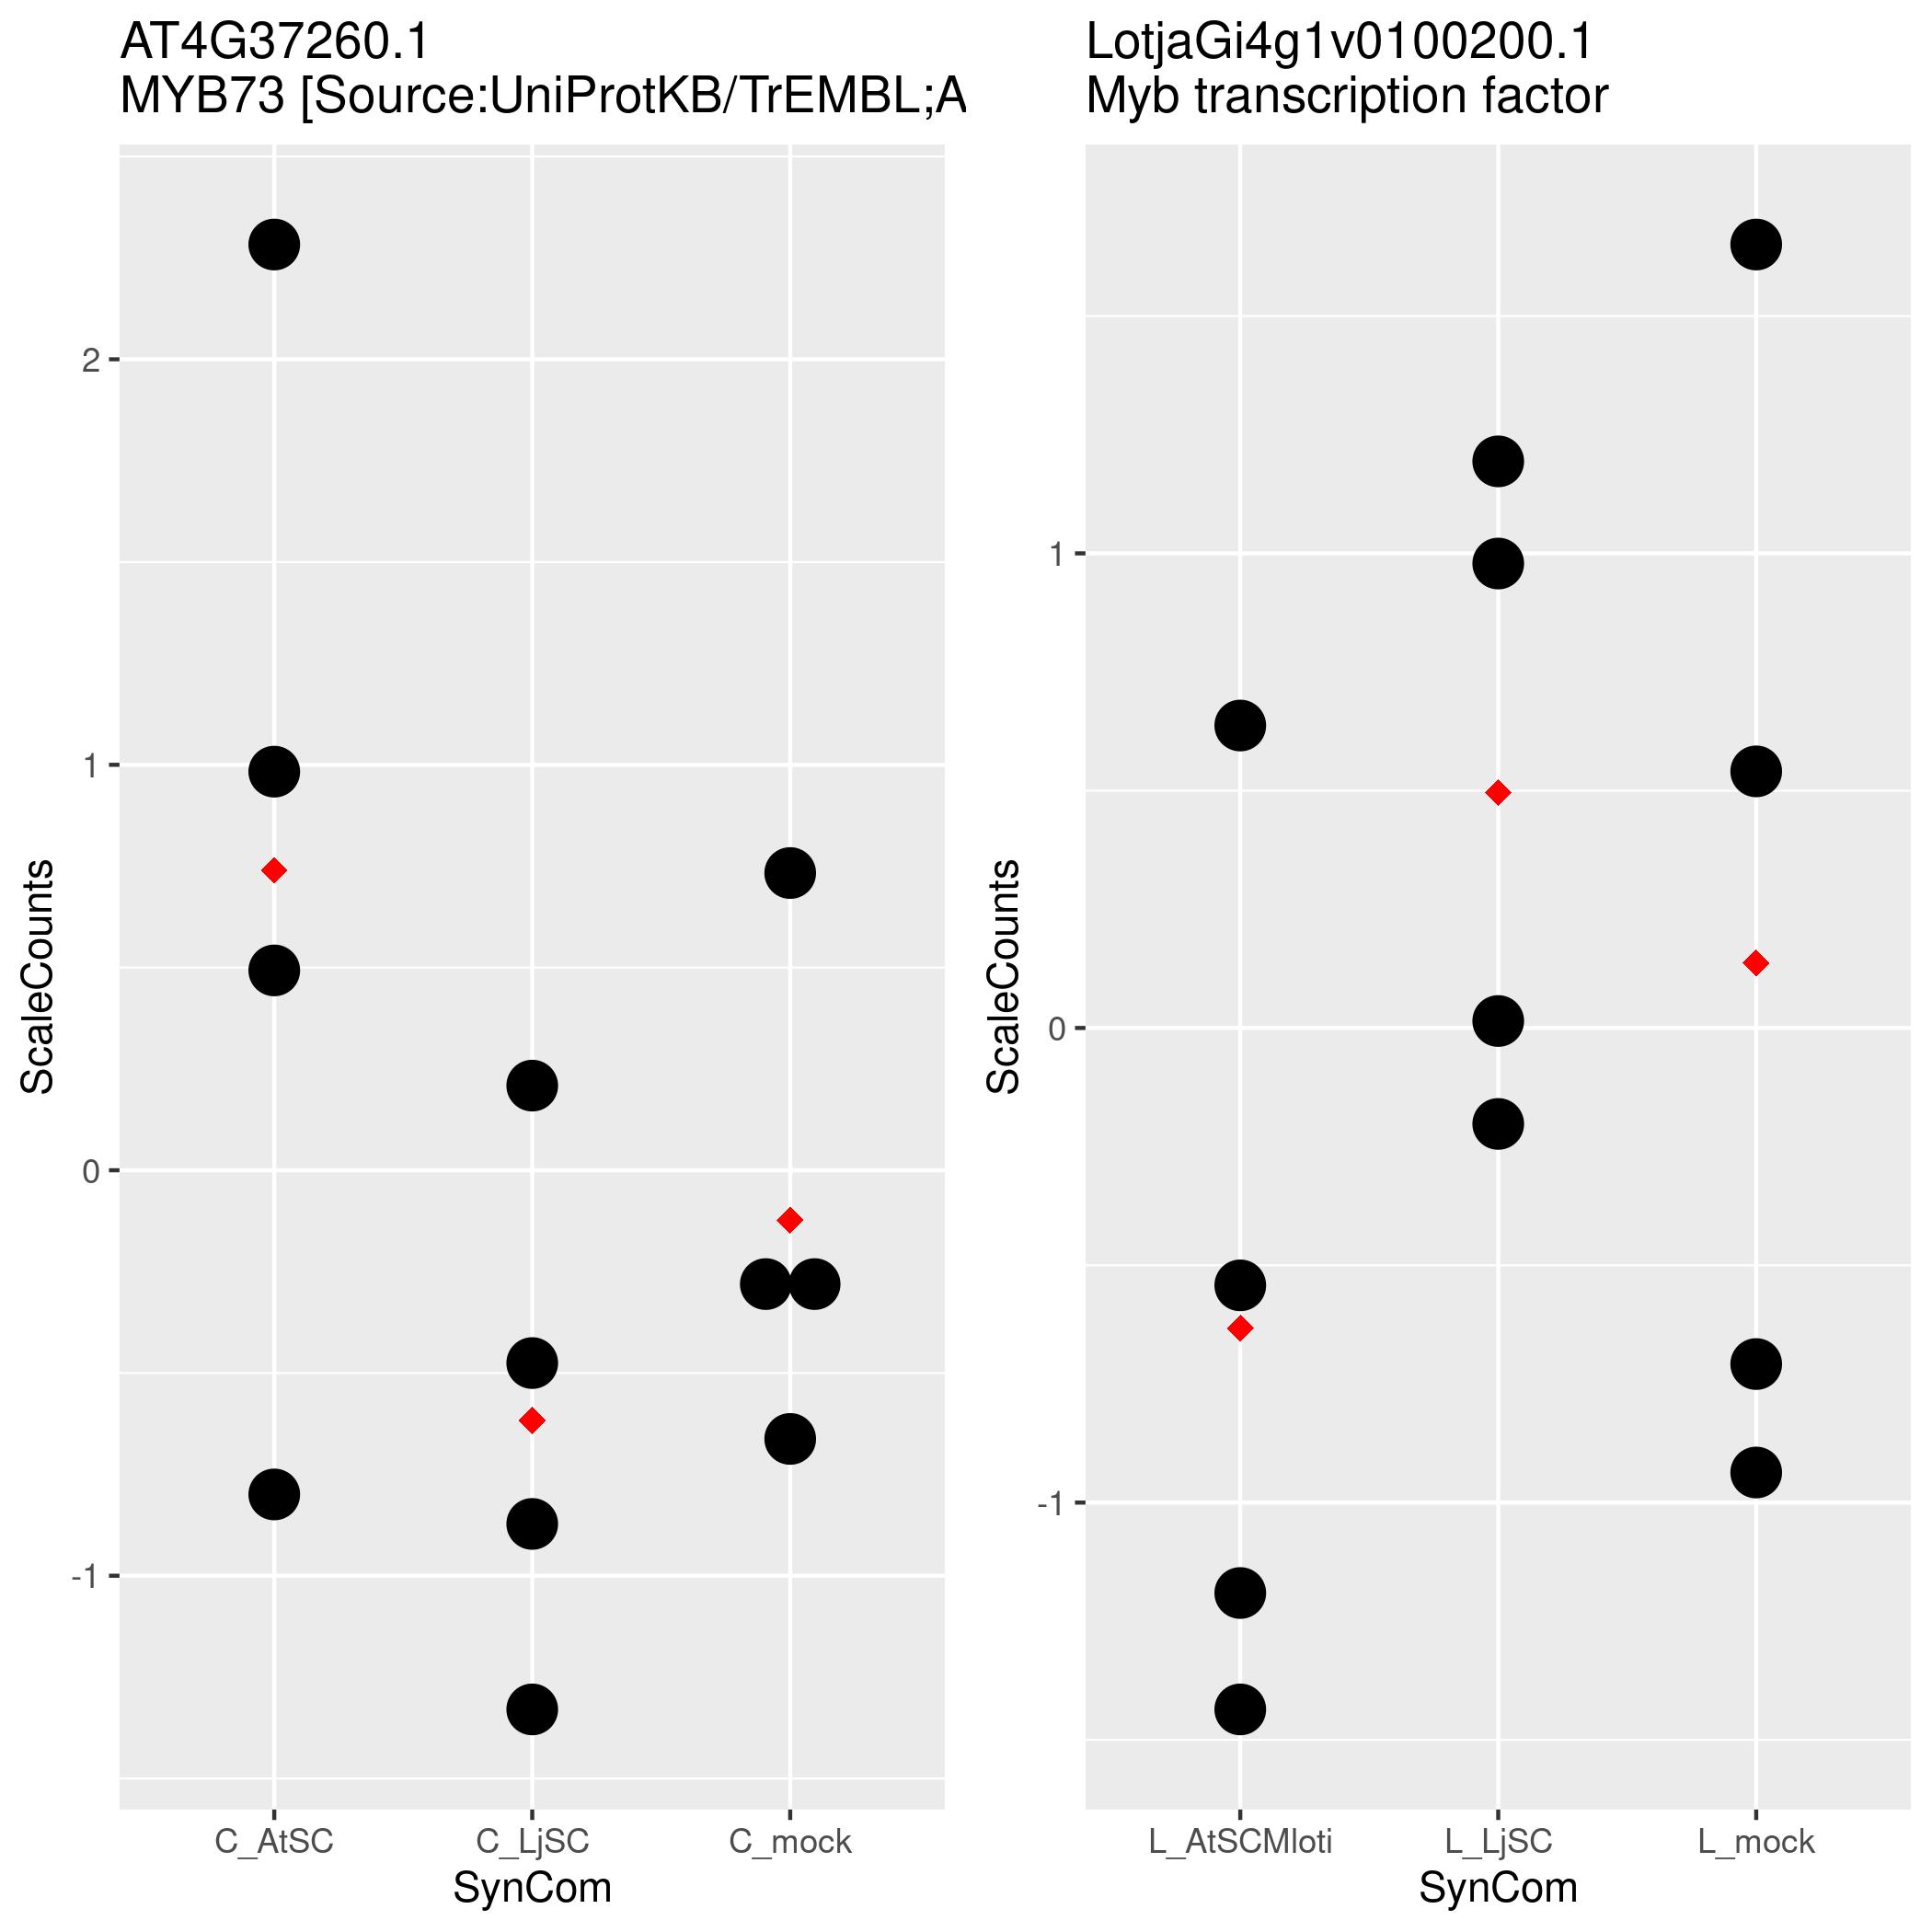 AT4G37260.1
MYB73 [Source:UniProtKB/TrEMBL;A
ScaleCounts
2
1
0
-1
C_AtSC C_LjSC C_mock
SynCom
LotjaGi4g1v0100200.1
Myb transcription factor
ScaleCounts
1
0
-1
L_AtSCMloti L_LjSC L_mock
SynCom